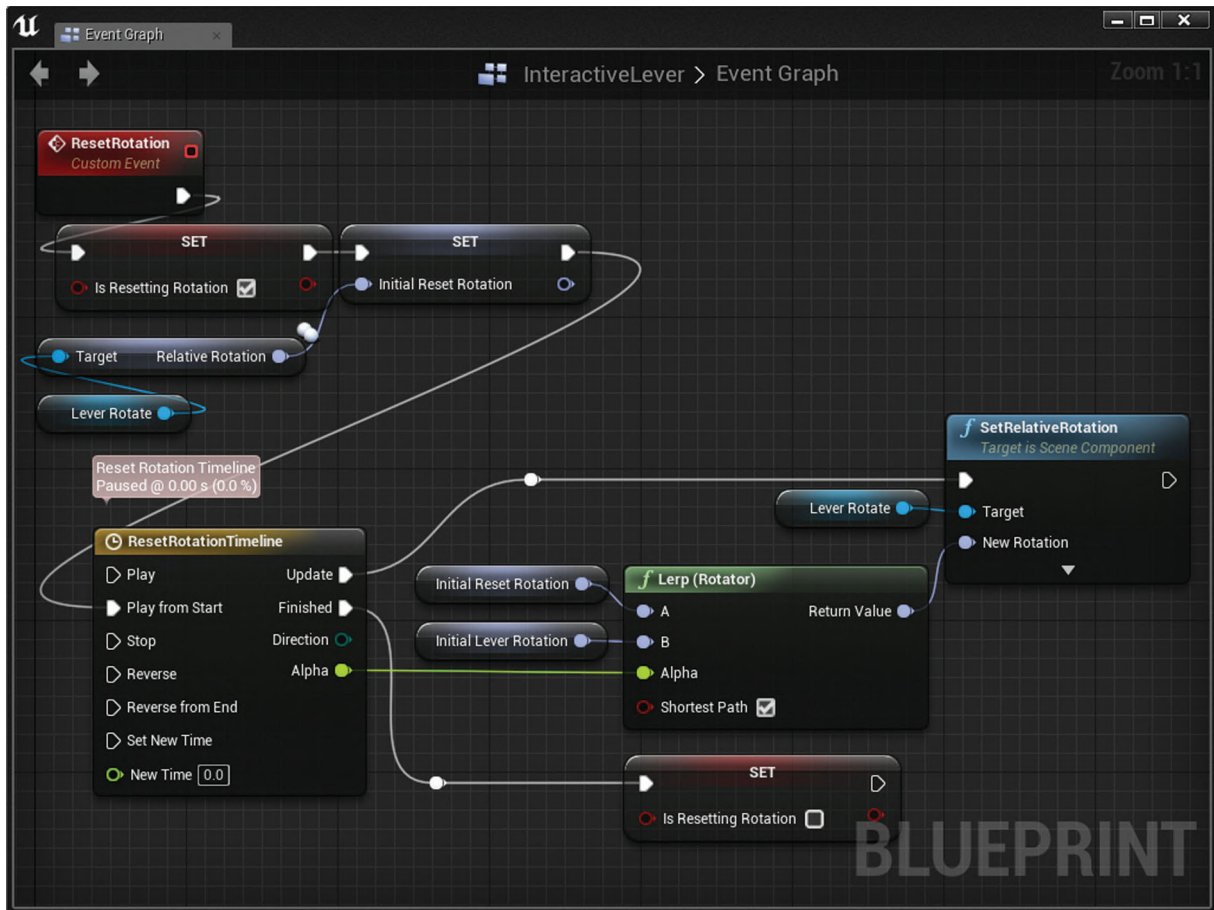 Event Graph
InteractiveLever > Event Graph
Zoom 1:1
ResetRotation
Custom Event
SET
Is Resetting Rotation
SET
Initial Reset Rotation
Target Relative Rotation
Lever Rotate
Reset Rotation Timeline
Paused @ 0.00 s (0.0 %)
ResetRotationTimeline
Play Update
Play from Start Finished
Stop Direction
Reverse Alpha
Reverse from End
Set New Time
New Time 0.0
Initial Reset Rotation
Initial Lever Rotation
Lerp (Rotator)
A Return Value
B
Alpha
Shortest Path
Lever Rotate
SetRelativeRotation
Target is Scene Component
Target
New Rotation
SET
Is Resetting Rotation
BLUEPRINT